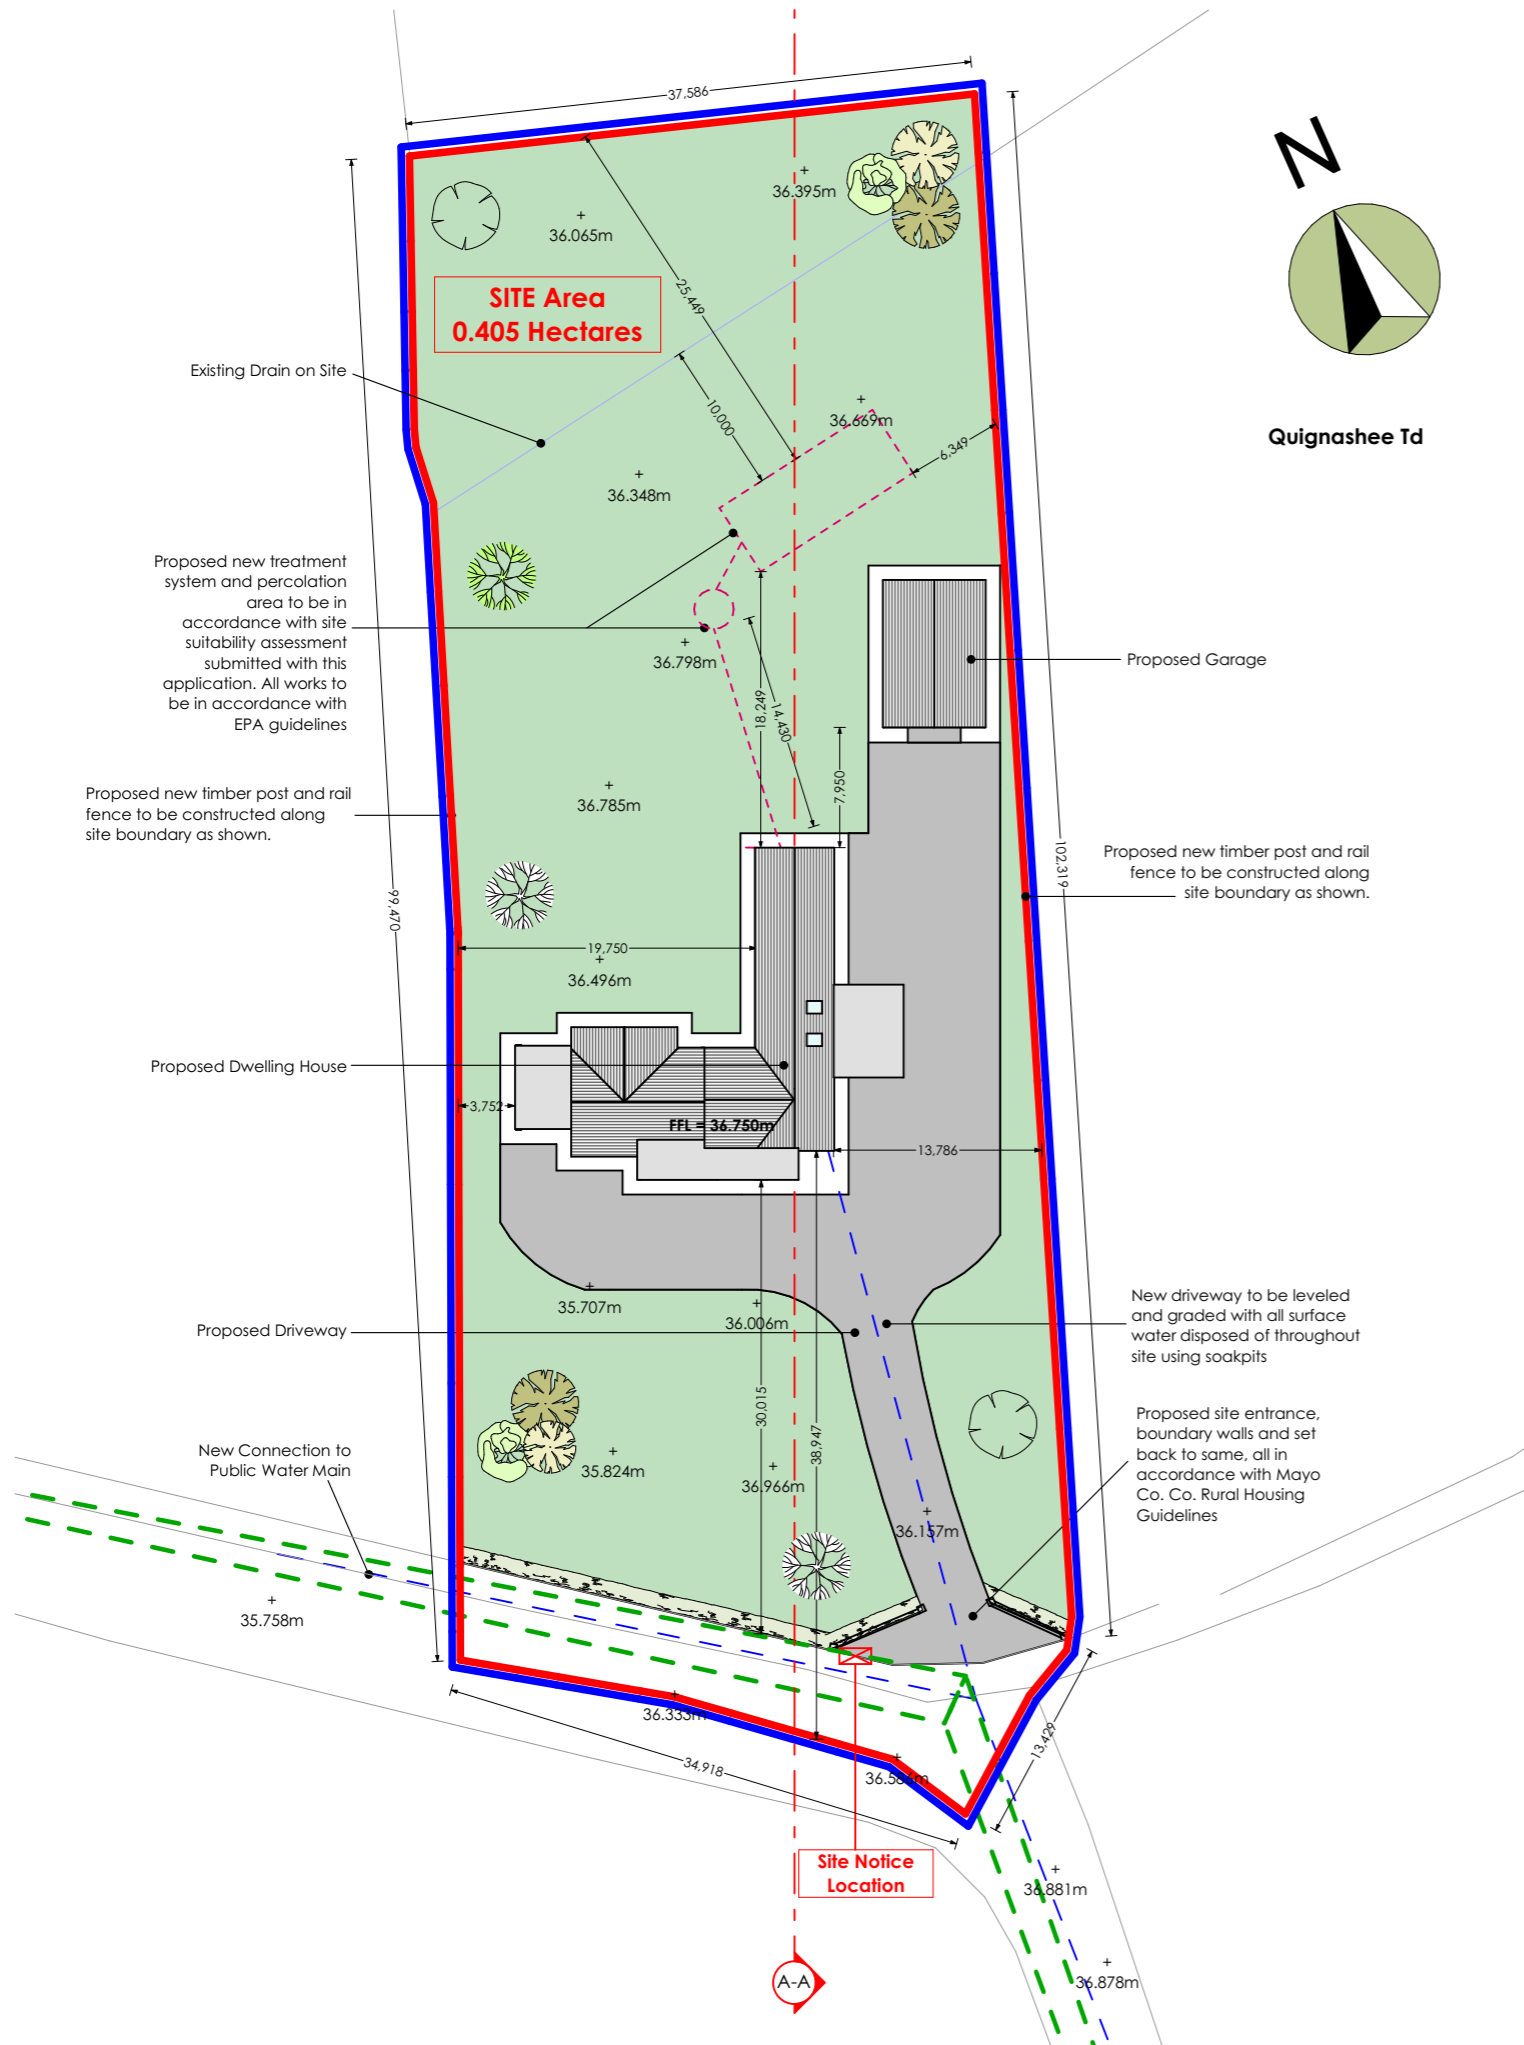 37,586
N
36.395m
36.065m
SITE Area
0.405 Hectares
25,449
Existing Drain on Site
10,000
36.669m
6,349
Quignashee Td
36.348m
Proposed new treatment
system and percolation
area to be in
accordance with site
suitability assessment
submitted with this
application. All works to
be in accordance with
EPA guidelines
36.798m
Proposed Garage
18,249
14,430
7,950
36.785m
Proposed new timber post and rail
fence to be constructed along
site boundary as shown.
99,470
102,319
Proposed new timber post and rail
fence to be constructed along
site boundary as shown.
19,750
36.496m
Proposed Dwelling House
3,752
FFL = 36.750m
13,786
35.707m
36.006m
Proposed Driveway
New driveway to be leveled
and graded with all surface
water disposed of throughout
site using soakpits
30,015
38,947
Proposed site entrance,
boundary walls and set
back to same, all in
accordance with Mayo
Co. Co. Rural Housing
Guidelines
New Connection to
Public Water Main
35.824m
36.966m
36.157m
35.758m
36.333m
34,918
13,429
36.586m
Site Notice
Location
36.881m
36.878m
A-A